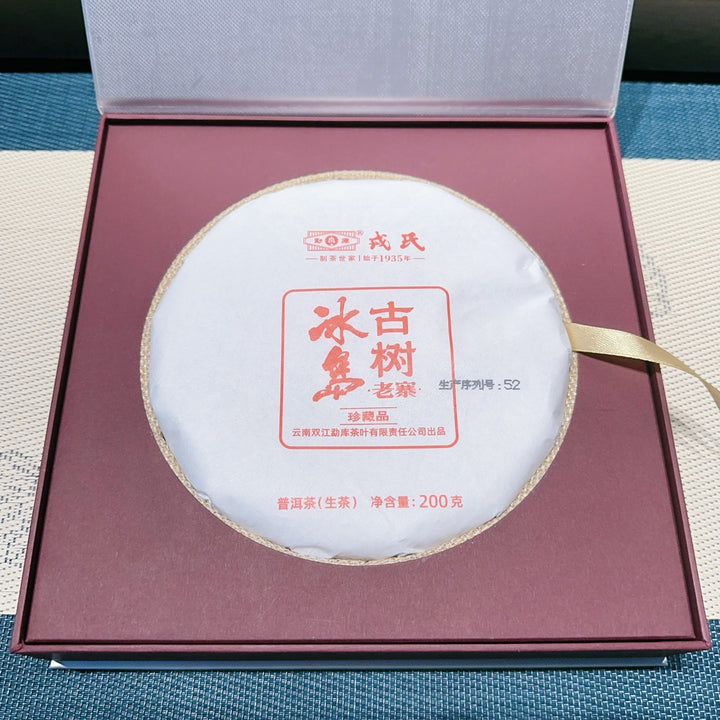 勐库® 戎氏
制茶世家 | 始于1935年
冰岛
古树
·老寨·
生产序列号:52
珍藏品
云南双江勐库茶叶有限责任公司出品
普洱茶(生茶) 净含量:200克